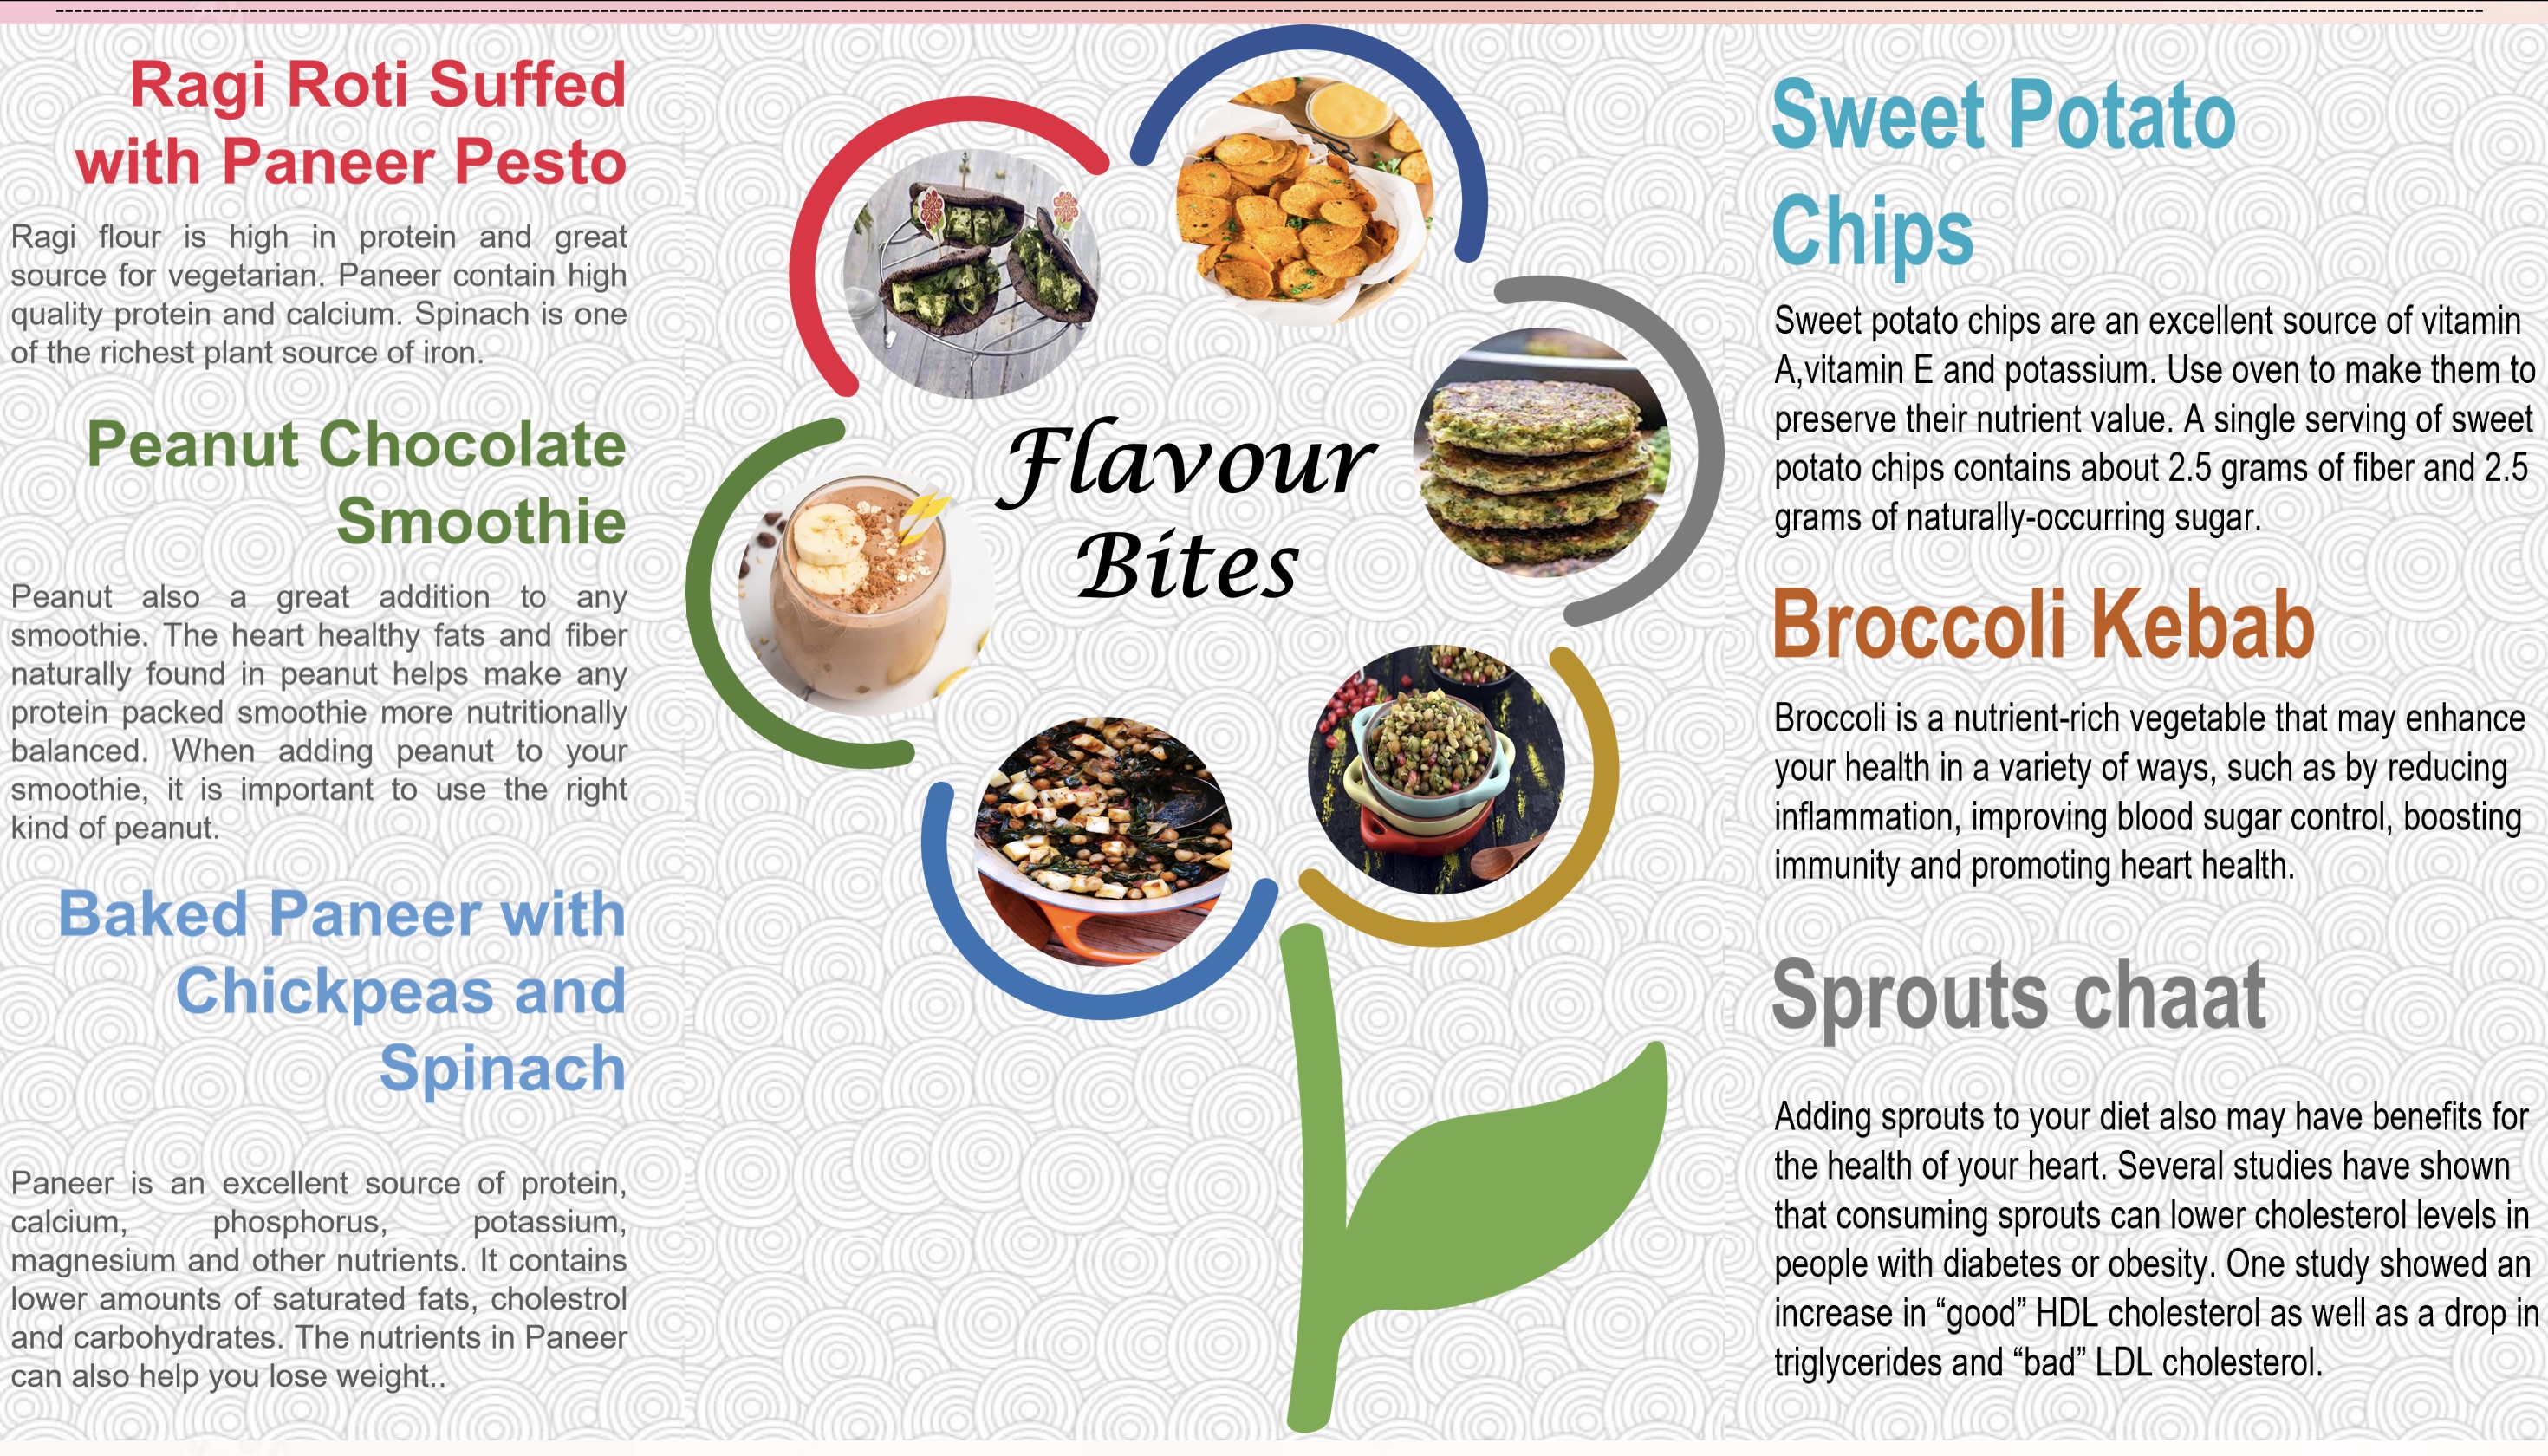 Ragi Roti Suffed
with Paneer Pesto
Ragi flour is high in protein and great
source for vegetarian. Paneer contain high
quality protein and calcium. Spinach is one
of the richest plant source of iron.
Peanut Chocolate
Smoothie
Peanut also a great addition to any
smoothie. The heart healthy fats and fiber
naturally found in peanut helps make any
protein packed smoothie more nutritionally
balanced. When adding peanut to your
smoothie, it is important to use the right
kind of peanut.
Baked Paneer with
Chickpeas and
Spinach
Paneer is an excellent source of protein,
calcium, phosphorus, potassium,
magnesium and other nutrients. It contains
lower amounts of saturated fats, cholestrol
and carbohydrates. The nutrients in Paneer
can also help you lose weight..
Flavour
Bites
Sweet Potato
Chips
Sweet potato chips are an excellent source of vitamin
A,vitamin E and potassium. Use oven to make them to
preserve their nutrient value. A single serving of sweet
potato chips contains about 2.5 grams of fiber and 2.5
grams of naturally-occurring sugar.
Broccoli Kebab
Broccoli is a nutrient-rich vegetable that may enhance
your health in a variety of ways, such as by reducing
inflammation, improving blood sugar control, boosting
immunity and promoting heart health.
Sprouts chaat
Adding sprouts to your diet also may have benefits for
the health of your heart. Several studies have shown
that consuming sprouts can lower cholesterol levels in
people with diabetes or obesity. One study showed an
increase in “good” HDL cholesterol as well as a drop in
triglycerides and “bad” LDL cholesterol.